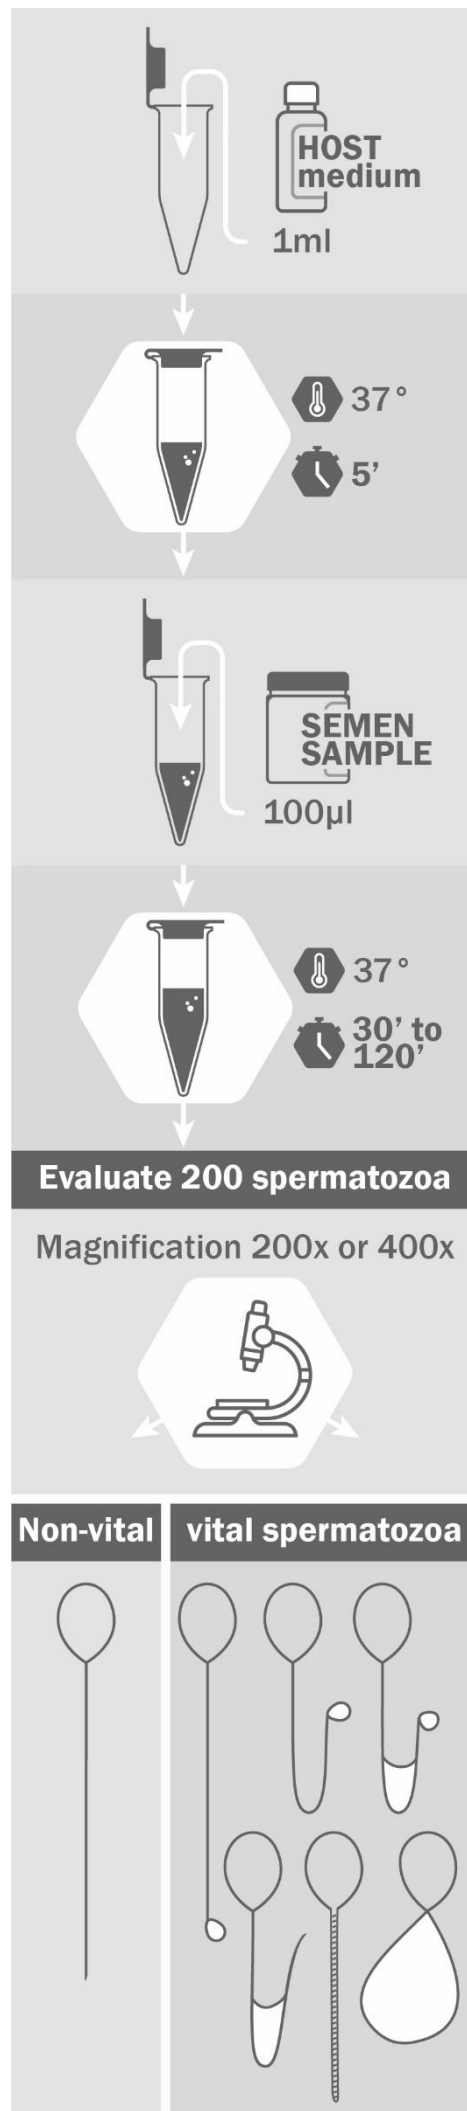 HOST
medium
1ml
37°
5'
SEMEN
SAMPLE
100µl
37°
30' to
120'
Evaluate 200 spermatozoa
Magnification 200x or 400x
Non-vital
vital spermatozoa